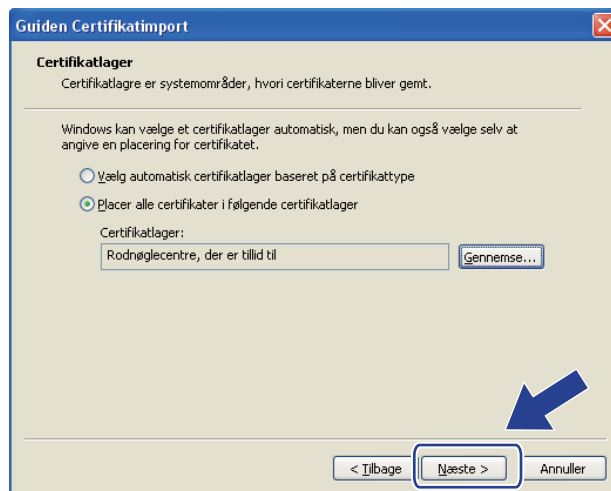 Guiden Certifikatimport
Certifikatlager
Certifikatlagre er systemområder, hvori certifikaterne bliver gemt.
Windows kan vælge et certifikatlager automatisk, men du kan også vælge selv at
angive en placering for certifikatet.
Vælg automatisk certifikatlager baseret på certifikattype
Placer alle certifikater i følgende certifikatlager
Certifikatlager:
Rodnøglecentre, der er tillid til
Gennemse...
< Tilbage
Næste >
Annuller